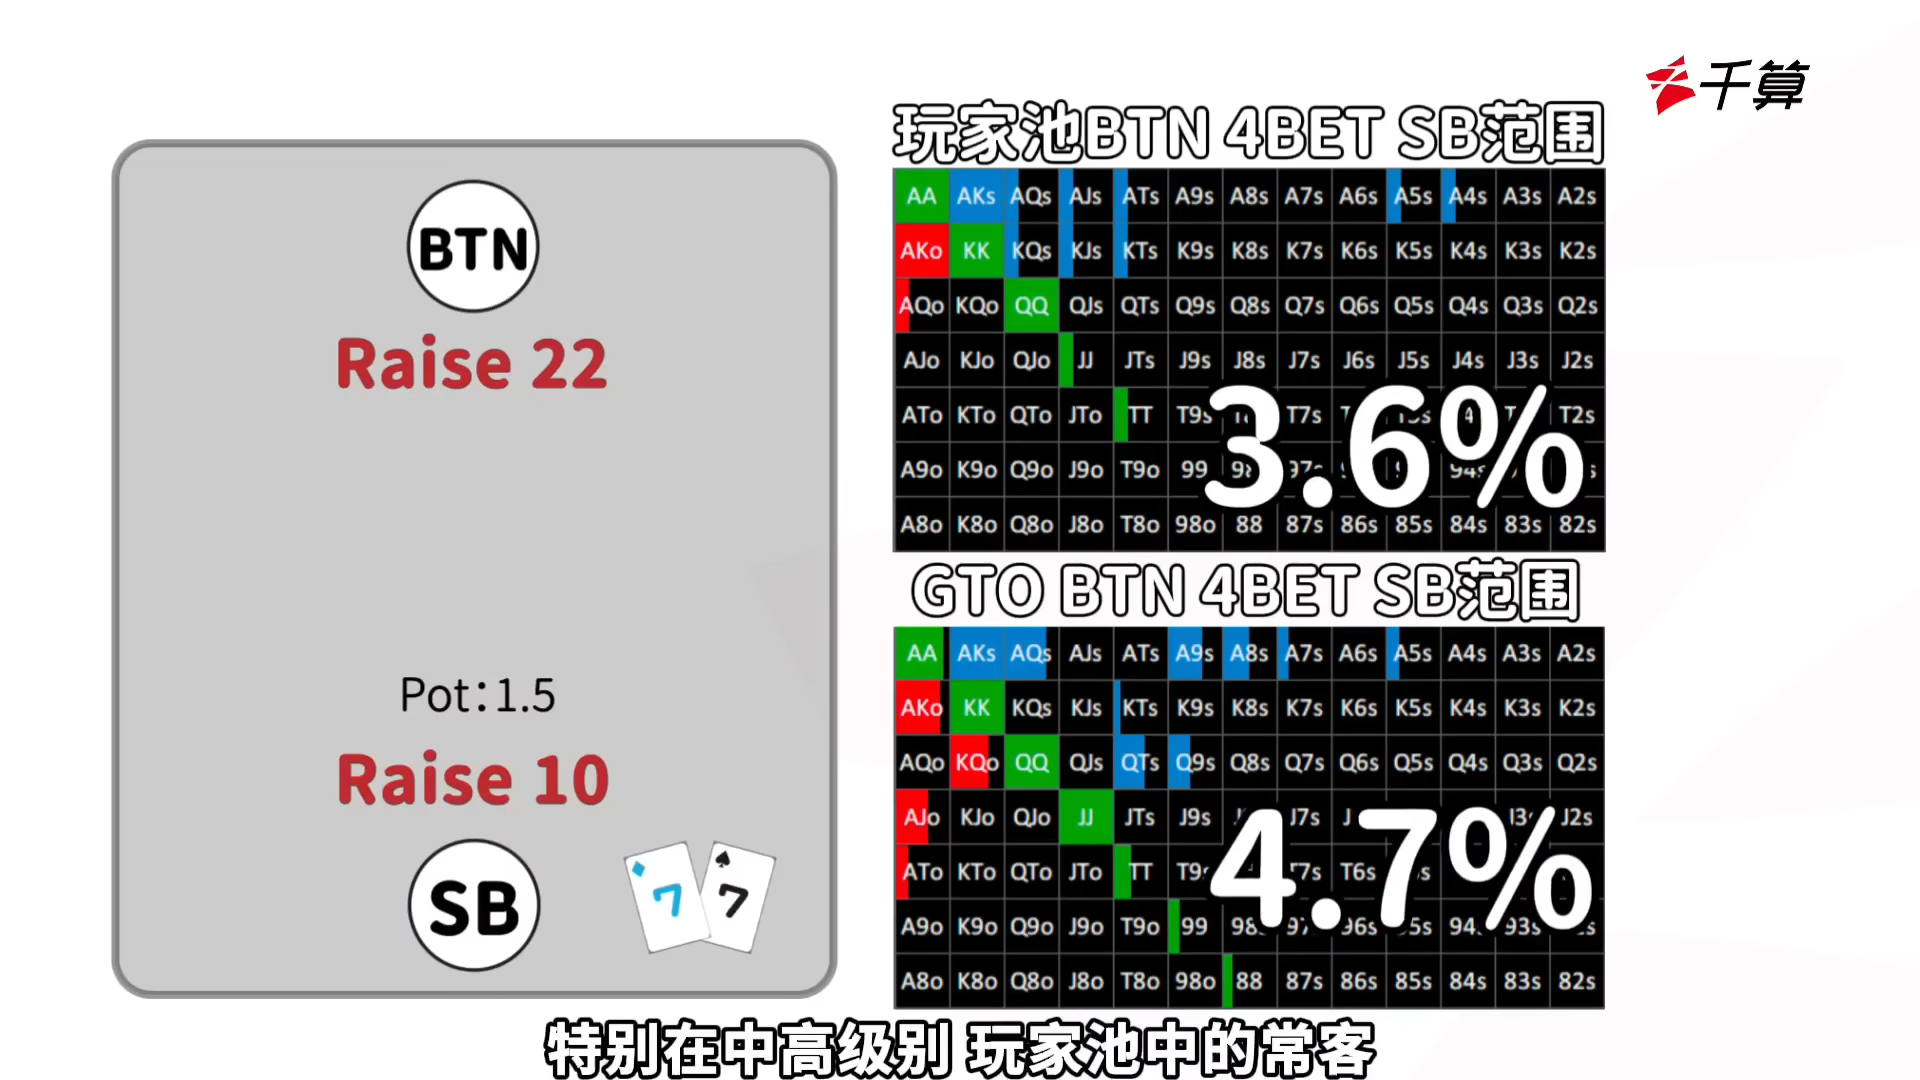 千算
BTN
Raise 22
Pot:1.5
Raise 10
SB
7 7
玩家池BTN 4BET SB范围
AA AKs AQs AJs ATs A9s A8s A7s A6s A5s A4s A3s A2s
AKo KK KQs KJs KTs K9s K8s K7s K6s K5s K4s K3s K2s
AQo KQo QQ QJs QTs Q9s Q8s Q7s Q6s Q5s Q4s Q3s Q2s
AJo KJo QJo JJ JTs J9s J8s J7s J6s J5s J4s J3s J2s
ATo KTo QTo JTo TT T9s T7s T2s
A9o K9o Q9o J9o T9o 99
3.6%
A8o K8o Q8o J8o T8o 98o 88 87s 86s 85s 84s 83s 82s
GTO BTN 4BET SB范围
AA AKs AQs AJs ATs A9s A8s A7s A6s A5s A4s A3s A2s
AKo KK KQs KJs KTs K9s K8s K7s K6s K5s K4s K3s K2s
AQo KQo QQ QJs QTs Q9s Q8s Q7s Q6s Q5s Q4s Q3s Q2s
AJo KJo QJo JJ JTs J9s J7s J2s
ATo KTo QTo JTo TT T9s T7s T6s
4.7%
A9o K9o Q9o J9o T9o 99 96s 93s
A8o K8o Q8o J8o T8o 98o 88 87s 86s 85s 84s 83s 82s
特别在中高级别 玩家池中的常客